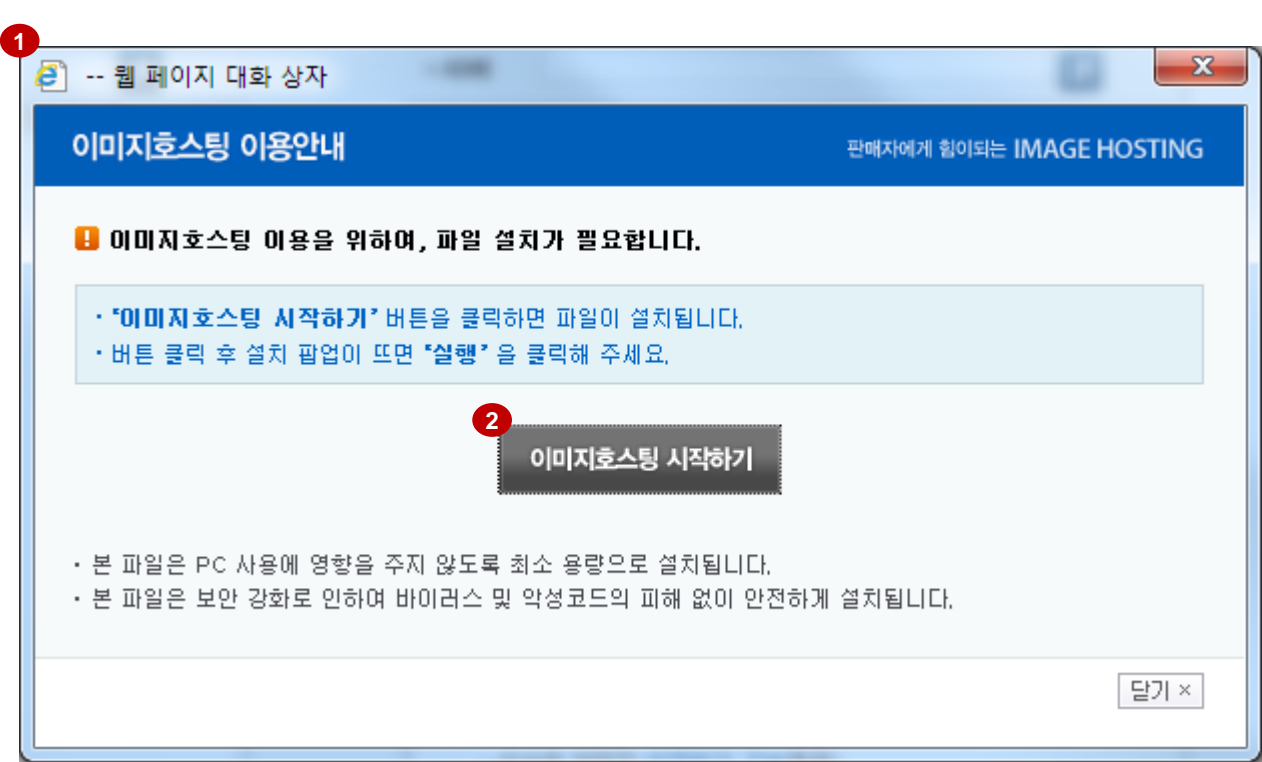 1
-- 웹 페이지 대화 상자
이미지호스팅 이용안내
판매자에게 힘이되는 IMAGE HOSTING
이미지호스팅 이용을 위하여, 파일 설치가 필요합니다.
· '이미지호스팅 시작하기' 버튼을 클릭하면 파일이 설치됩니다.
· 버튼 클릭 후 설치 팝업이 뜨면 '실행' 을 클릭해 주세요.
2
이미지호스팅 시작하기
· 본 파일은 PC 사용에 영향을 주지 않도록 최소 용량으로 설치됩니다.
· 본 파일은 보안 강화로 인하여 바이러스 및 악성코드의 피해 없이 안전하게 설치됩니다.
닫기 ×